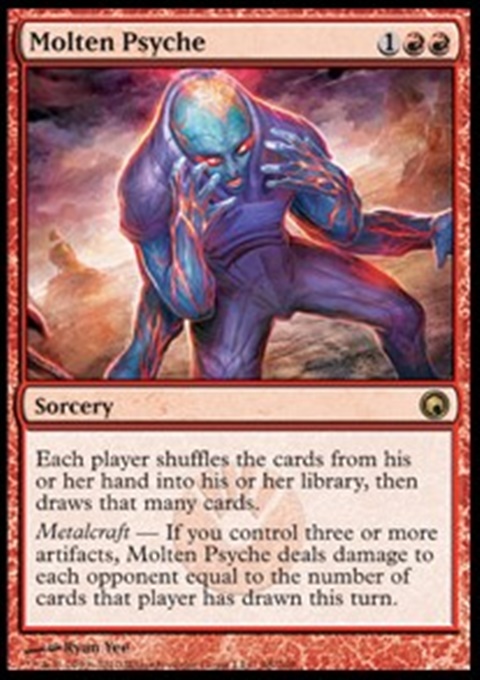 Molten Psyche
1
Sorcery
Each player shuffles the cards from his
or her hand into his or her library, then
draws that many cards.
Metalcraft — If you control three or more
artifacts, Molten Psyche deals damage to
each opponent equal to the number of
cards that player has drawn this turn.
Ryan Yee